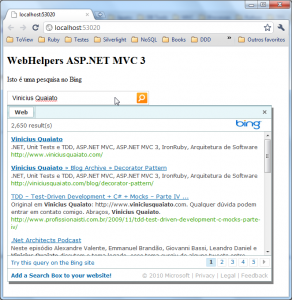 localhost:53020
localhost:53020
ToView
Ruby
Testes
Silverlight
NoSQL
Books
DDD
»
Outros favoritos
WebHelpers ASP.NET MVC 3
Isto é uma pesquisa no Bing
Vinicius Quaiato
Web
2,650 result(s)
bing
Vinicius Quaiato
.NET, Unit Tests e TDD, ASP.NET MVC, ASP.NET MVC 3, IronRuby, Arquitetura de Software
http://www.viniciusquaiato.com/
Vinicius Quaiato » Blog Archive » Decorator Pattern
.NET, Unit Tests e TDD, ASP.NET MVC, ASP.NET MVC 3, IronRuby, Arquitetura de Software
http://viniciusquaiato.com/blog/decorator-pattern/
TDD – Test-Driven Development + C# + Mocks – Parte IV ...
Original em Vinicius Quaiato: viniciusquaiato.com. Qualquer dúvida podem
entrar em contato comigo. Abraços, Vinicius Quaiato.
http://www.profissionaisti.com.br/2009/11/tdd-test-driven-development-c-mocks-parte-iv/
.Net Architects Podcast
Neste episódio Alexandre Valente, Emmanuel Brandão, Giovanni Bassi, Leandro Daniel e
Try this query on the Bing site
1 2 3 4 5
Add a Search Box to your website!
© 2010 Microsoft | Privacy | Legal | Feedback